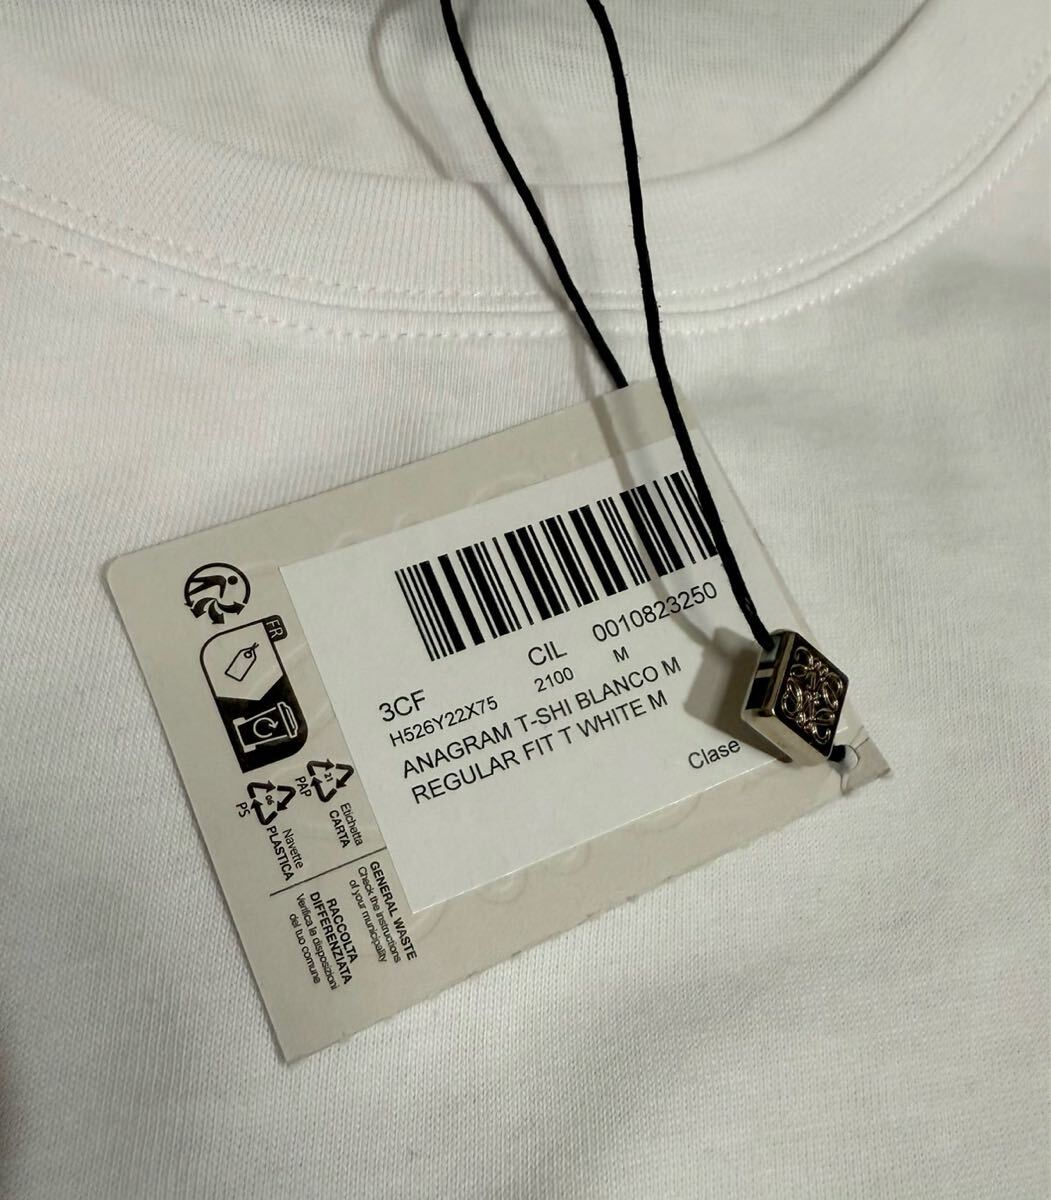 3CF CIL 0010823250
H526Y22X75 2100 M
ANAGRAM T-SHI BLANCO M
REGULAR FIT T WHITE M
Clase
FR
21
PAP
Etichetta
CARTA
06
PS
Navette
PLASTICA
GENERAL WASTE
Check the instructions
of your municipality
RACCOLTA
DIFFERENZIATA
Verifica le disposizioni
del tuo comune